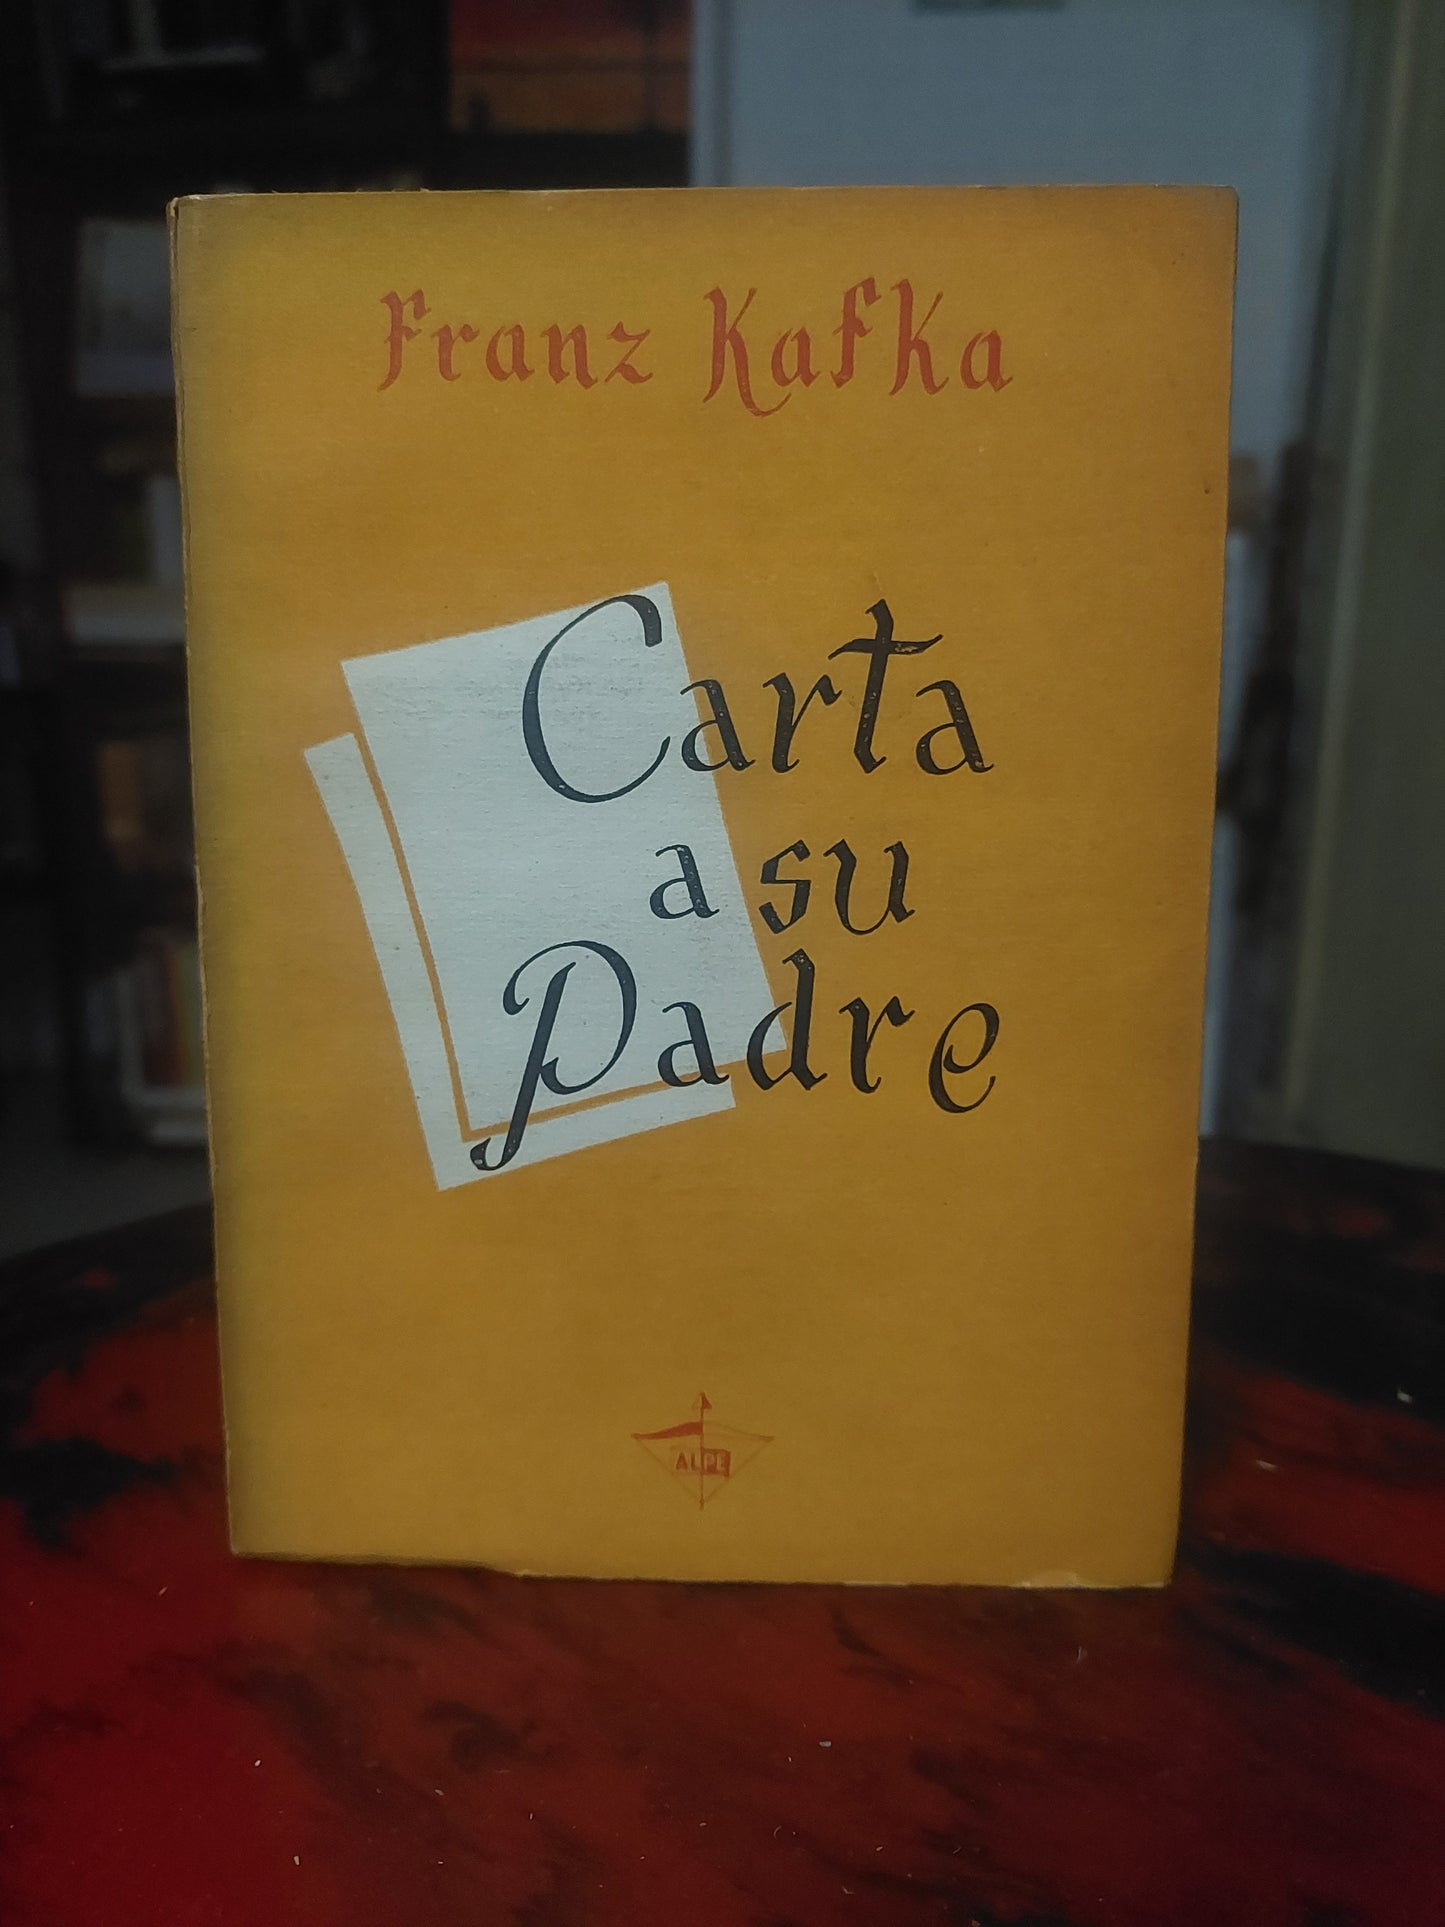 Franz Kafka
Carta
a su
Padre
ALPE